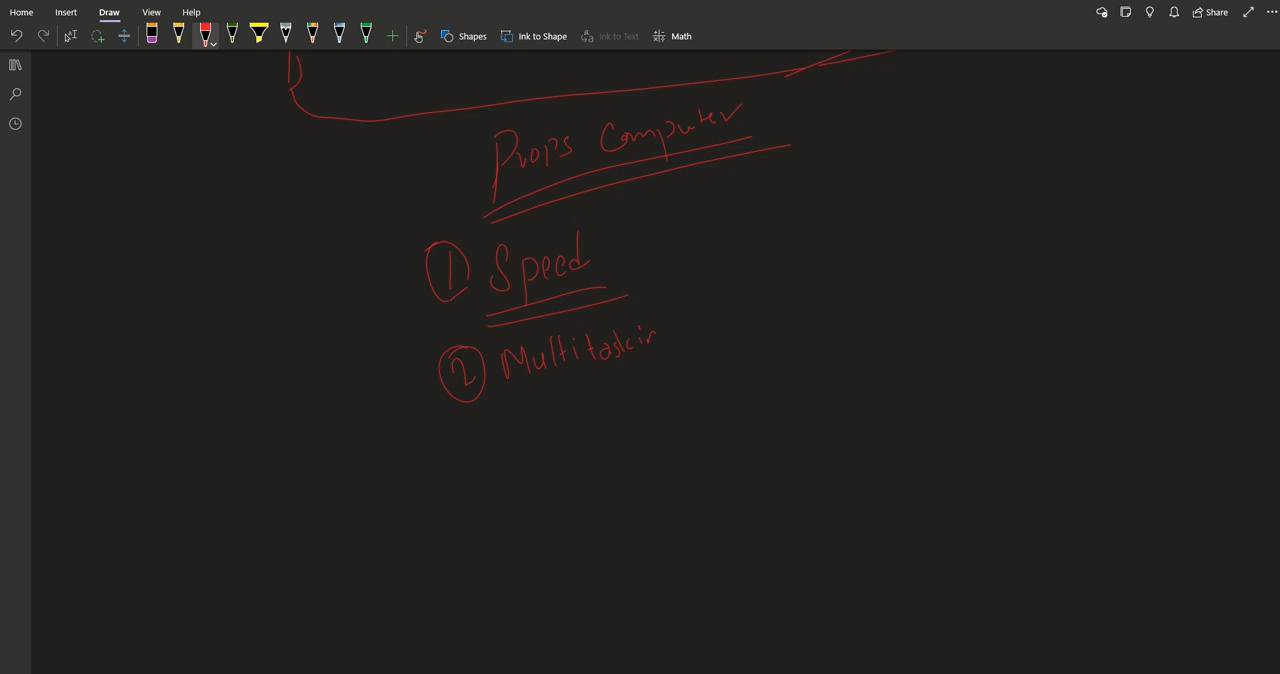 Home Insert Draw View Help Share
Shapes Ink to Shape Ink to Text Math
Props Computer
① Speed
② Multitaskin